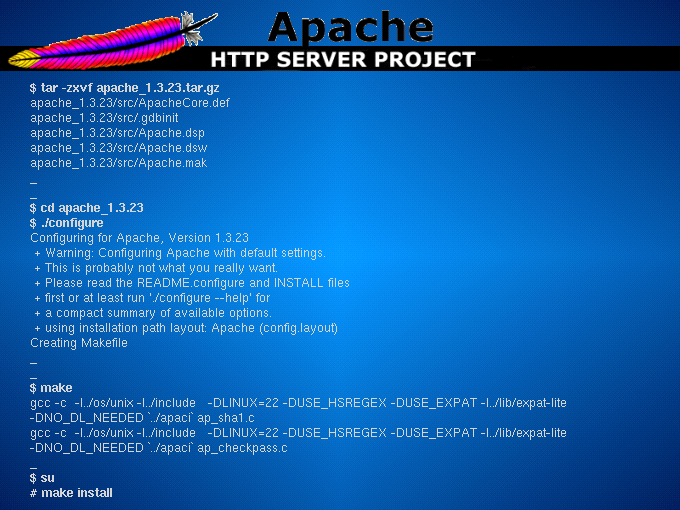 Apache
HTTP SERVER PROJECT
$ tar -zxvf apache_1.3.23.tar.gz
apache_1.3.23/src/ApacheCore.def
apache_1.3.23/src/.gdbinit
apache_1.3.23/src/Apache.dsp
apache_1.3.23/src/Apache.dsw
apache_1.3.23/src/Apache.mak
_
_
$ cd apache_1.3.23
$ ./configure
Configuring for Apache, Version 1.3.23
+ Warning: Configuring Apache with default settings.
+ This is probably not what you really want.
+ Please read the README.configure and INSTALL files
+ first or at least run './configure --help' for
+ a compact summary of available options.
+ using installation path layout: Apache (config.layout)
Creating Makefile
_
_
$ make
gcc -c -I../os/unix -I../include -DLINUX=22 -DUSE_HSREGEX -DUSE_EXPAT -I../lib/expat-lite
-DNO_DL_NEEDED `../apaci` ap_sha1.c
gcc -c -I../os/unix -I../include -DLINUX=22 -DUSE_HSREGEX -DUSE_EXPAT -I../lib/expat-lite
-DNO_DL_NEEDED `../apaci` ap_checkpass.c
_
$ su
# make install